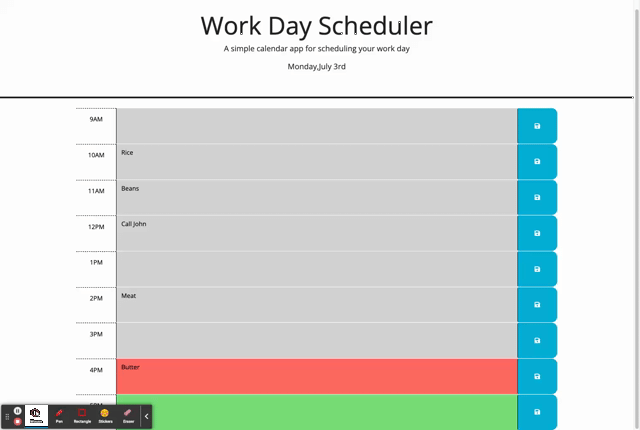 Work Day Scheduler
A simple calendar app for scheduling your work day
Monday,July 3rd
9AM
10AM Rice
11AM Beans
12PM Call John
1PM
2PM Meat
3PM
4PM Butter
Pen Rectangle Stickers Eraser